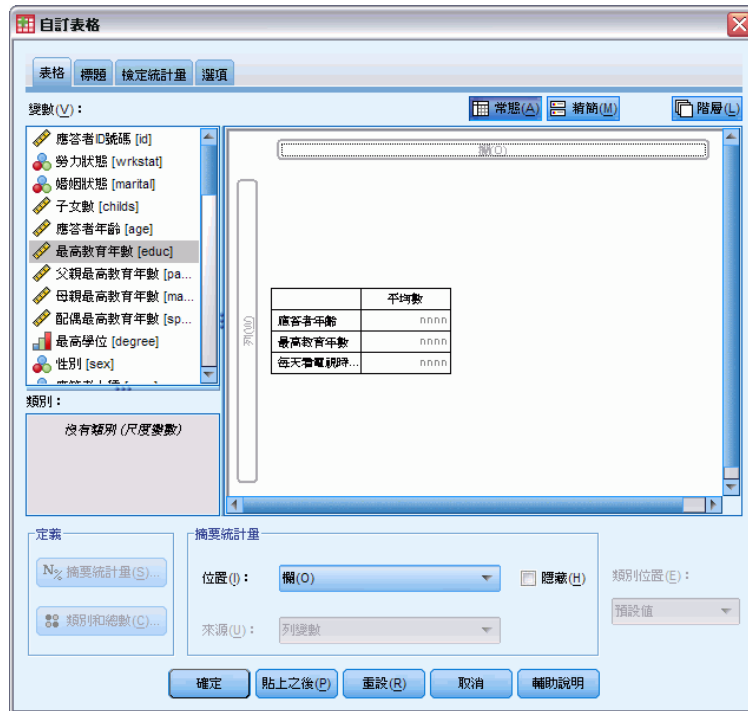 自訂表格
表格 標題 檢定統計量 選項
變數(V)：
常態(A) 精簡(M) 階層(L)
應答者ID號碼 [id]
勞力狀態 [wrkstat]
婚姻狀態 [marital]
子女數 [childs]
應答者年齡 [age]
最高教育年數 [educ]
父親最高教育年數 [pa...
母親最高教育年數 [ma...
配偶最高教育年數 [sp...
最高學位 [degree]
性別 [sex]
欄(O)
平均數
應答者年齡 nnnn
最高教育年數 nnnn
每天看電視時... nnnn
類別：
沒有類別 (尺度變數)
定義
N% 摘要統計量(S)...
類別和總數(C)...
摘要統計量
位置(I)： 欄(O) 隱藏(H)
來源(U)： 列變數
類別位置(E)：
預設值
確定 貼上之後(P) 重設(R) 取消 輔助說明